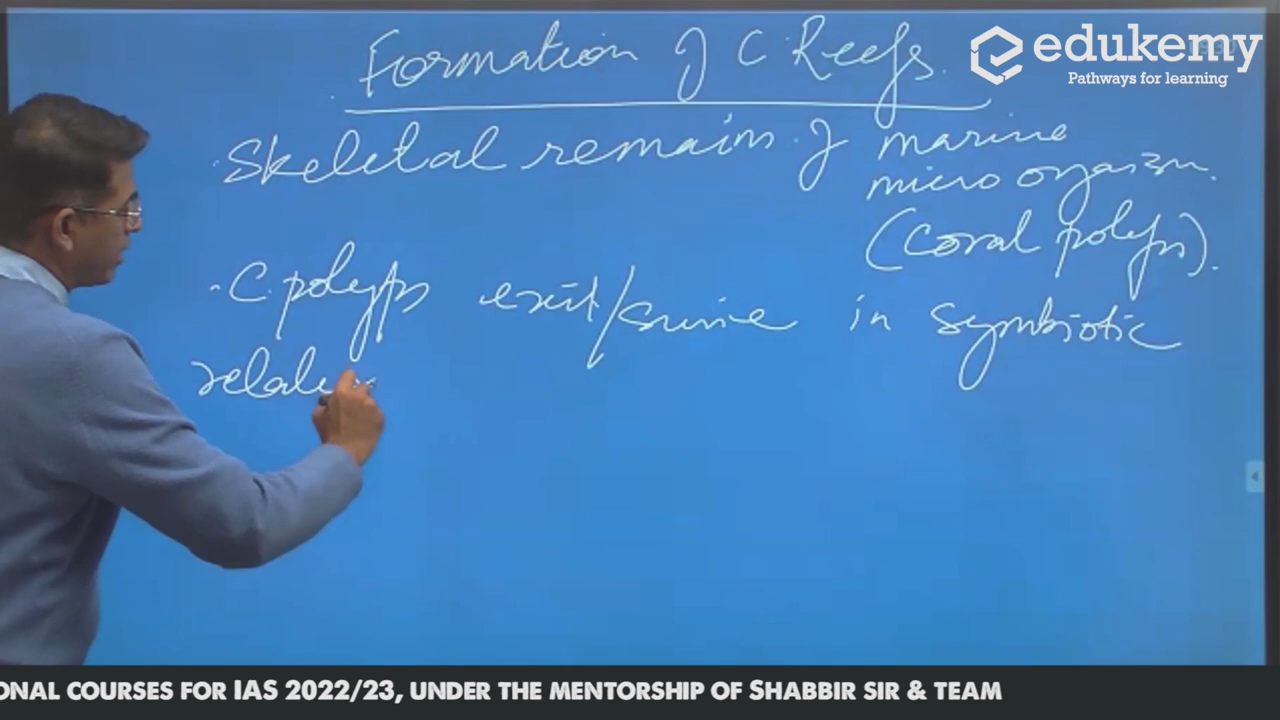 Formation of C. Reefs.
edukemy
Pathways for learning
. Skeletal remains of marine
micro organism.
(coral polyps).
. C. polyps exist/survive in symbiotic
relation
ONAL COURSES FOR IAS 2022/23, UNDER THE MENTORSHIP OF SHABBIR SIR & TEAM